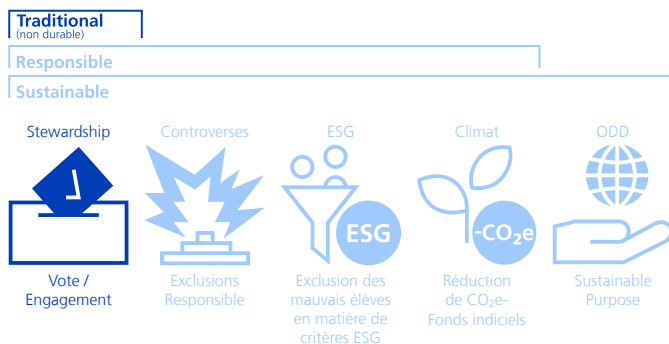 Traditional
(non durable)
Responsible
Sustainable
Stewardship
Controverses
ESG
Climat
ODD
ESG
-CO₂e
Vote /
Engagement
Exclusions
Responsible
Exclusion des
mauvais élèves
en matière de
critères ESG
Réduction
de CO₂e-
Fonds indiciels
Sustainable
Purpose